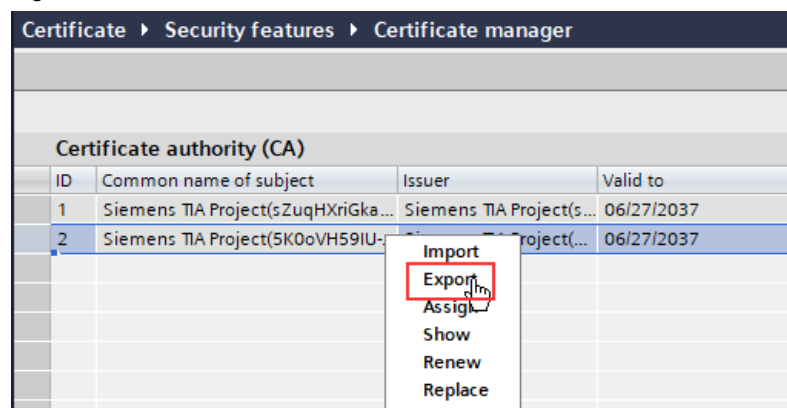 Certificate ▸ Security features ▸ Certificate manager
Certificate authority (CA)
ID Common name of subject Issuer Valid to
1 Siemens TIA Project(sZuqHXriGka... Siemens TIA Project(s... 06/27/2037
2 Siemens TIA Project(5K0oVH59IU-... roject(... 06/27/2037
Import
Export
Assign
Show
Renew
Replace